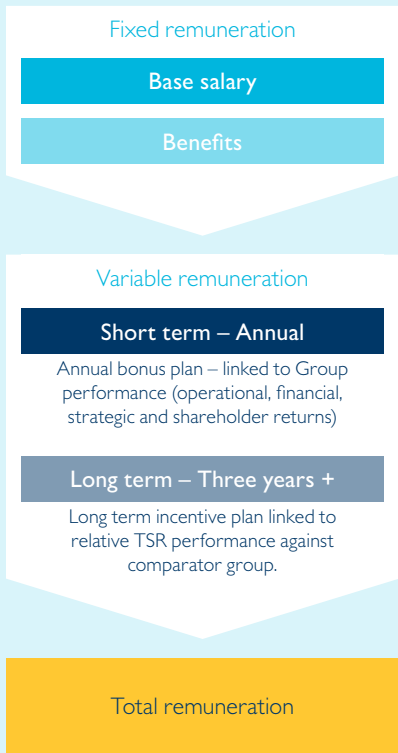 Fixed remuneration
Base salary
Benefits
Variable remuneration
Short term – Annual
Annual bonus plan – linked to Group
performance (operational, financial,
strategic and shareholder returns)
Long term – Three years +
Long term incentive plan linked to
relative TSR performance against
comparator group.
Total remuneration